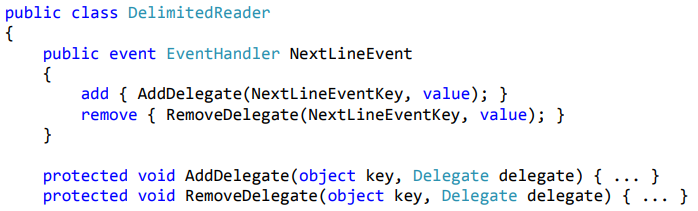 public class DelimitedReader
{
public event EventHandler NextLineEvent
{
add { AddDelegate(NextLineEventKey, value); }
remove { RemoveDelegate(NextLineEventKey, value); }
}
protected void AddDelegate(object key, Delegate delegate) { ... }
protected void RemoveDelegate(object key, Delegate delegate) { ... }